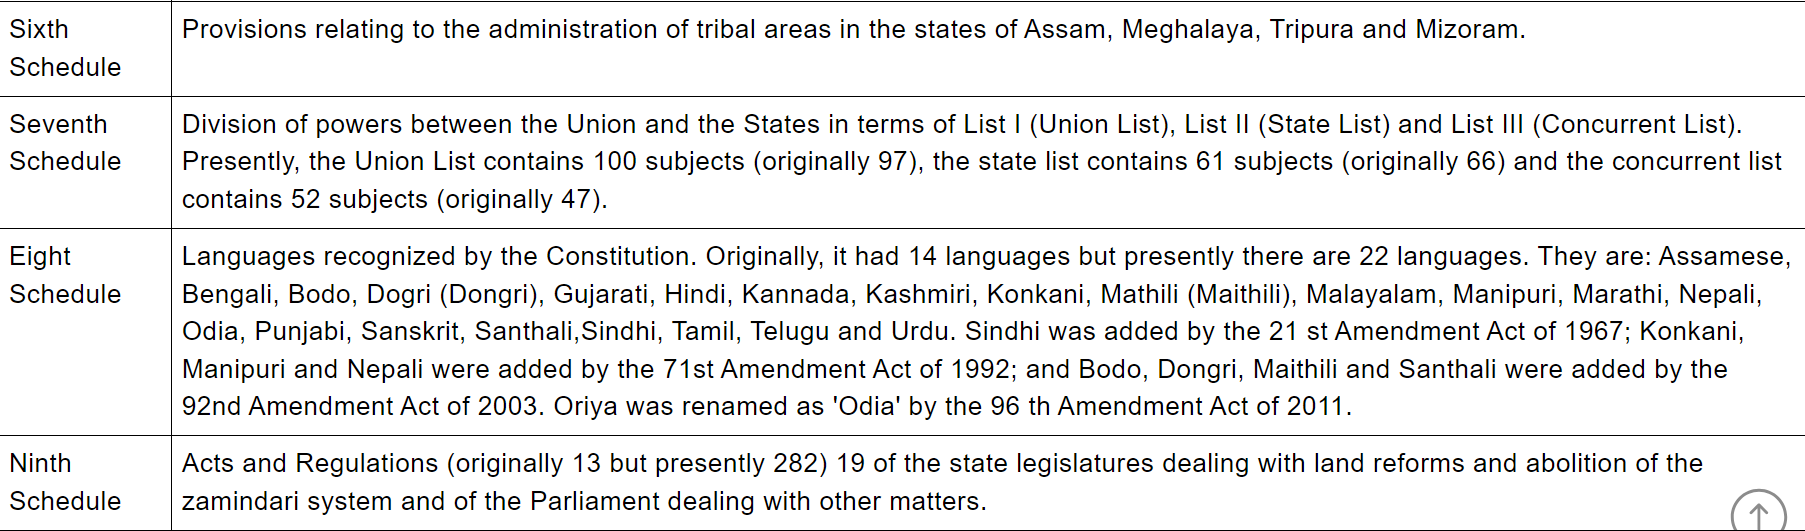 Sixth Schedule
Provisions relating to the administration of tribal areas in the states of Assam, Meghalaya, Tripura and Mizoram.
Seventh Schedule
Division of powers between the Union and the States in terms of List I (Union List), List II (State List) and List III (Concurrent List).
Presently, the Union List contains 100 subjects (originally 97), the state list contains 61 subjects (originally 66) and the concurrent list
contains 52 subjects (originally 47).
Eight Schedule
Languages recognized by the Constitution. Originally, it had 14 languages but presently there are 22 languages. They are: Assamese,
Bengali, Bodo, Dogri (Dongri), Gujarati, Hindi, Kannada, Kashmiri, Konkani, Mathili (Maithili), Malayalam, Manipuri, Marathi, Nepali,
Odia, Punjabi, Sanskrit, Santhali,Sindhi, Tamil, Telugu and Urdu. Sindhi was added by the 21 st Amendment Act of 1967; Konkani,
Manipuri and Nepali were added by the 71st Amendment Act of 1992; and Bodo, Dongri, Maithili and Santhali were added by the
92nd Amendment Act of 2003. Oriya was renamed as 'Odia' by the 96 th Amendment Act of 2011.
Ninth Schedule
Acts and Regulations (originally 13 but presently 282) 19 of the state legislatures dealing with land reforms and abolition of the
zamindari system and of the Parliament dealing with other matters.